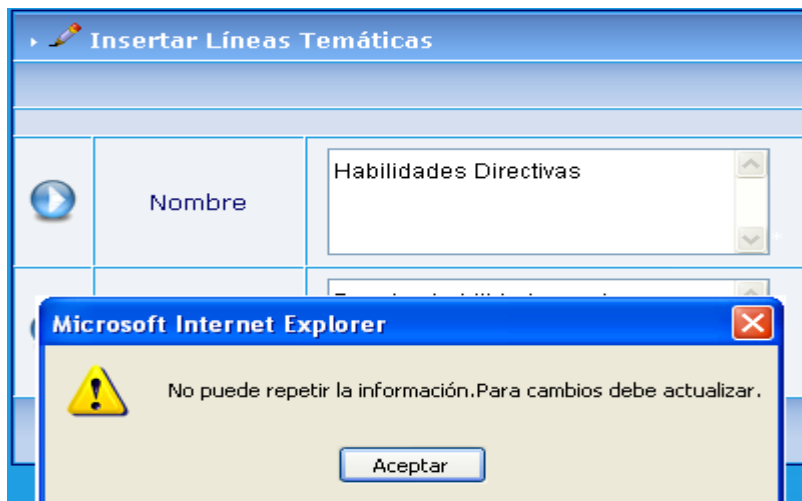 Insertar Líneas Temáticas
Nombre
Habilidades Directivas
Microsoft Internet Explorer
No puede repetir la información.Para cambios debe actualizar.
Aceptar